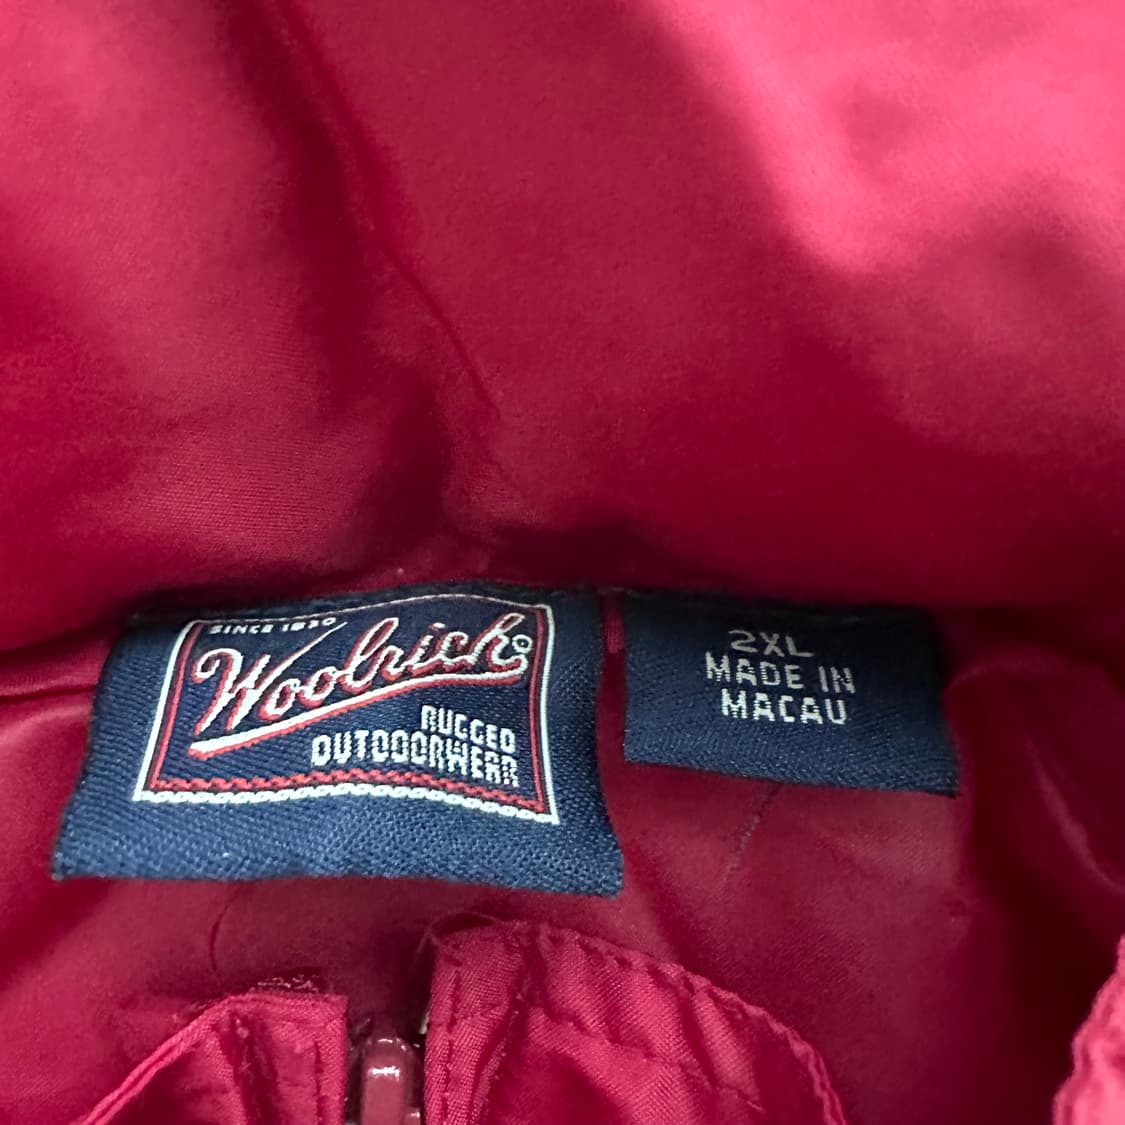 SINCE 1830
Woolrich®
RUGGED
OUTDOORWEAR
2XL
MADE IN
MACAU